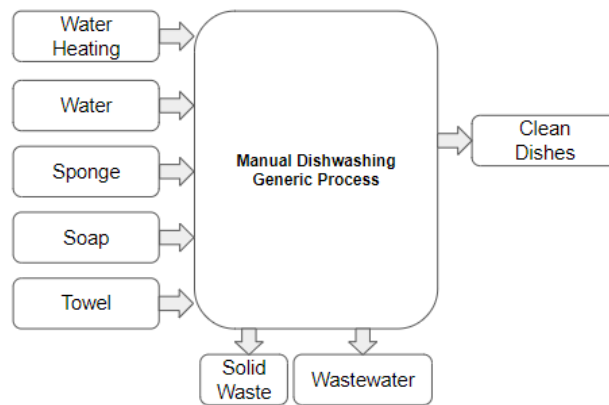 Water
Heating
Water
Sponge
Soap
Towel
Manual Dishwashing
Generic Process
Clean
Dishes
Solid
Waste
Wastewater